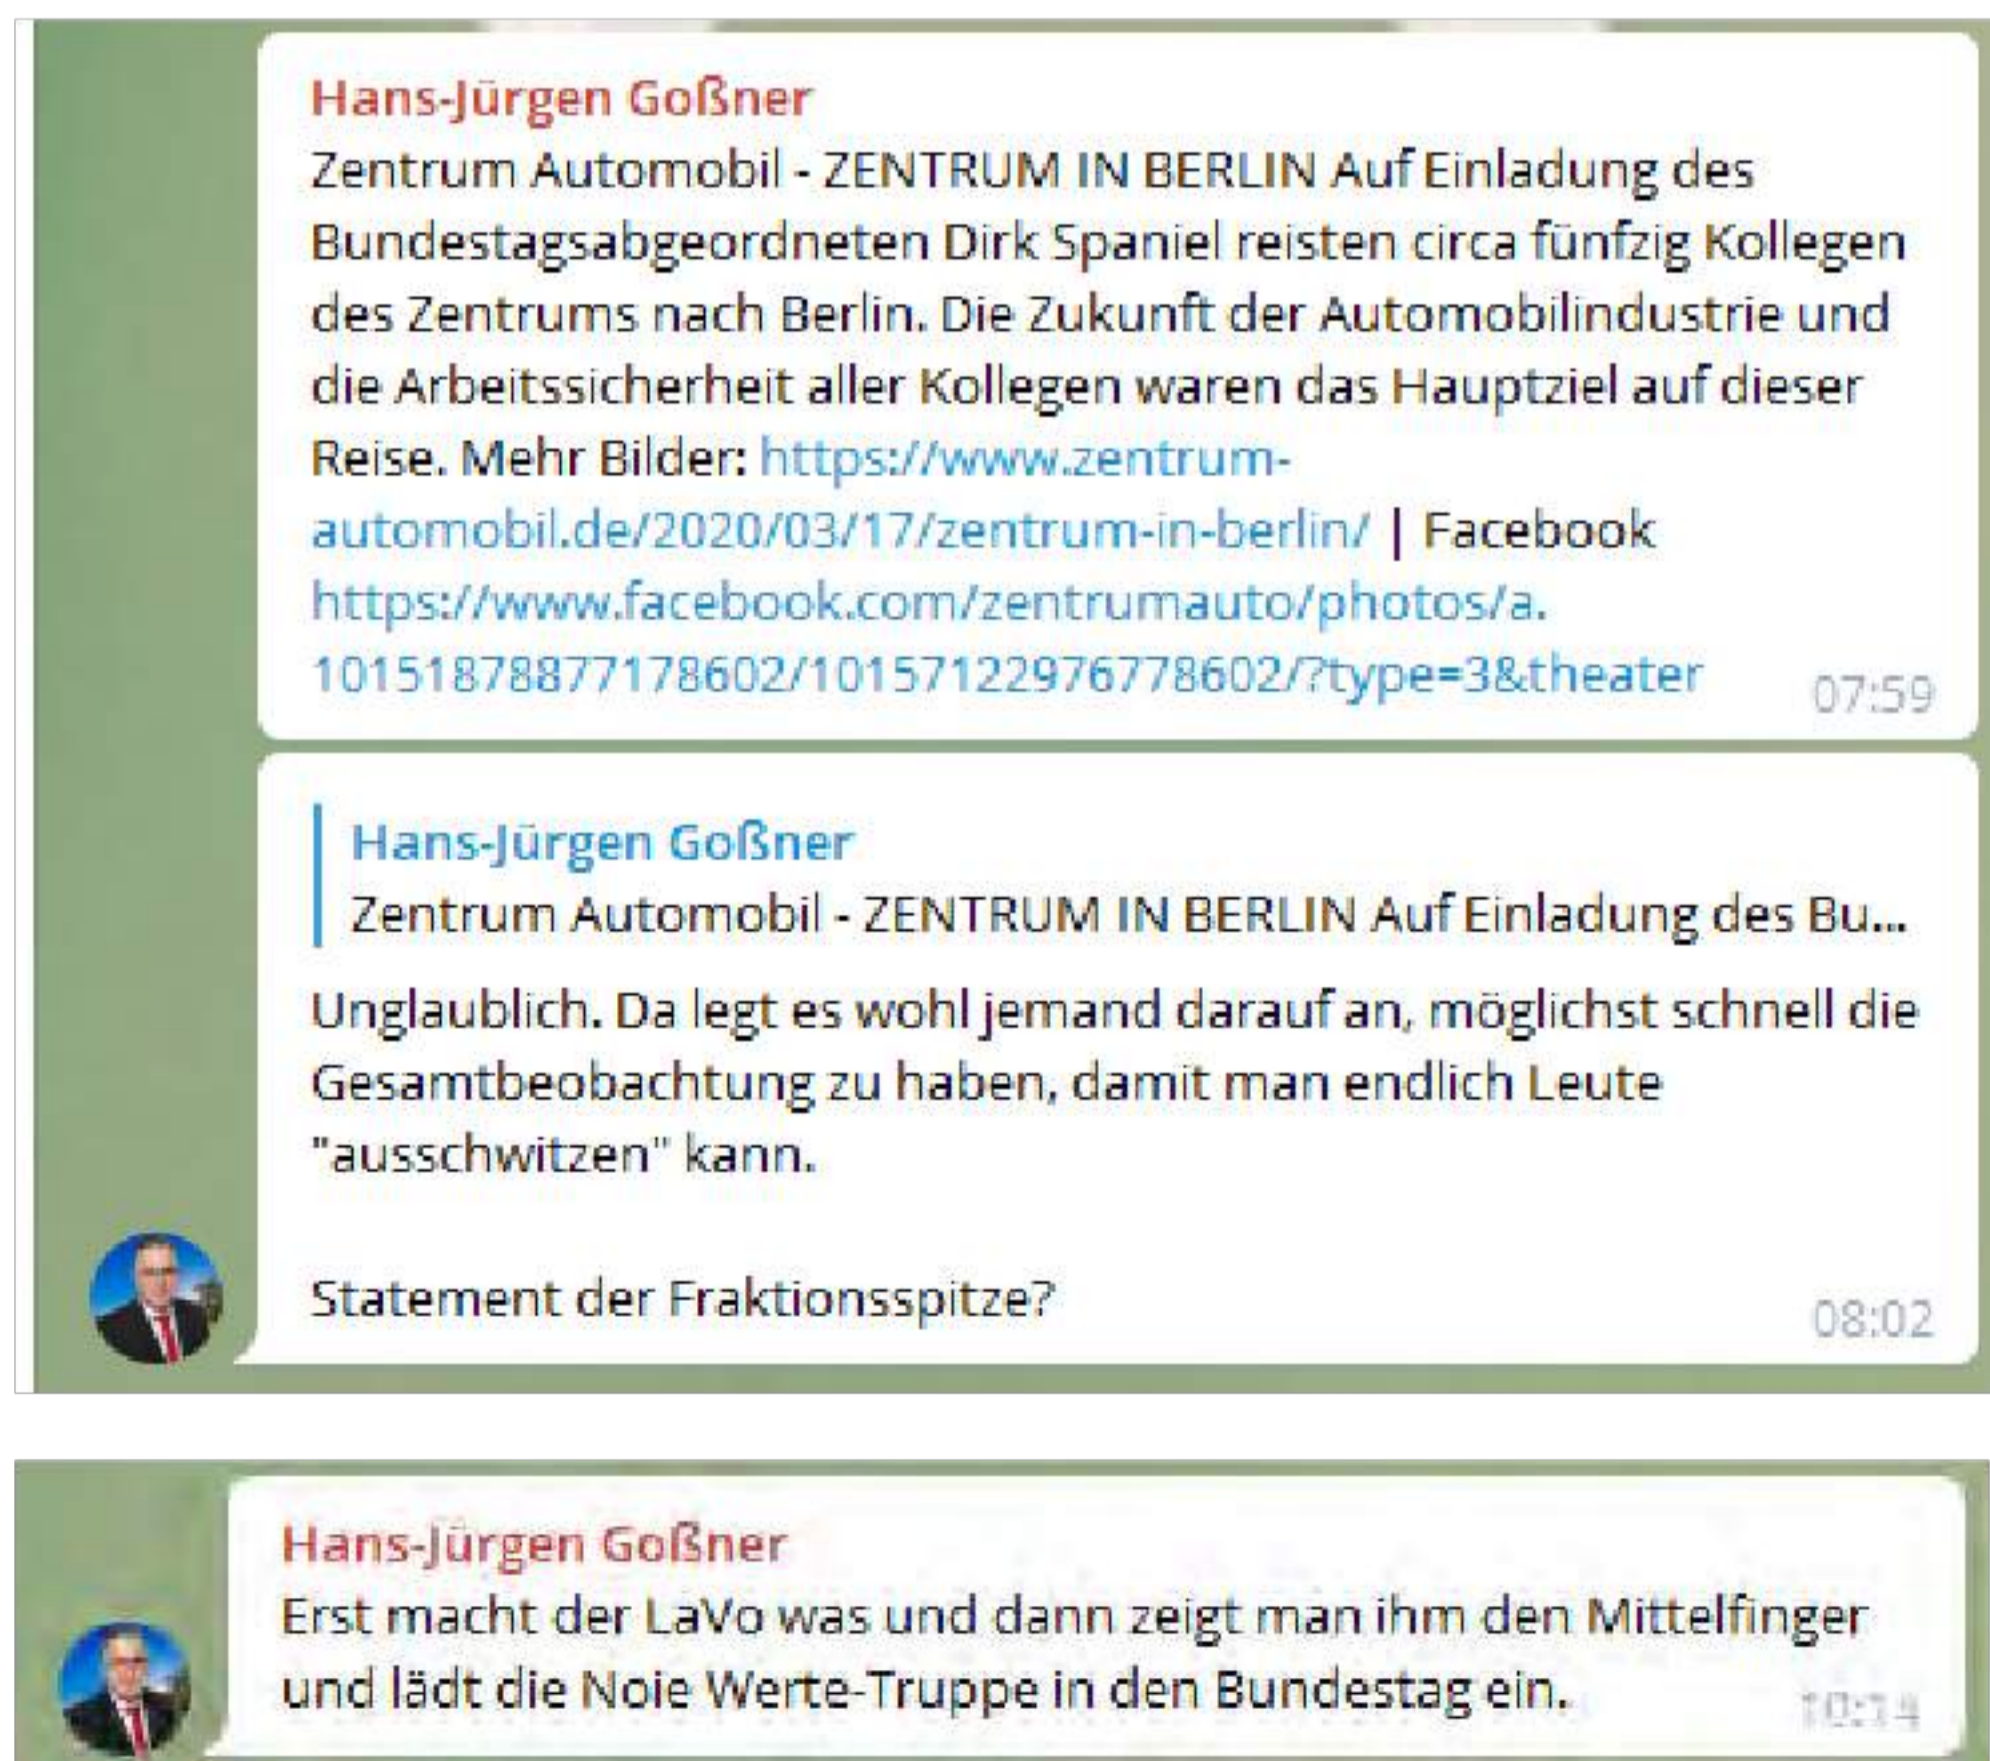 Hans-Jürgen Goßner
Zentrum Automobil - ZENTRUM IN BERLIN Auf Einladung des
Bundestagsabgeordneten Dirk Spaniel reisten circa fünfzig Kollegen
des Zentrums nach Berlin. Die Zukunft der Automobilindustrie und
die Arbeitssicherheit aller Kollegen waren das Hauptziel auf dieser
Reise. Mehr Bilder: https://www.zentrum-
automobil.de/2020/03/17/zentrum-in-berlin/ | Facebook
https://www.facebook.com/zentrumauto/photos/a.
10151878877178602/10157122976778602/?type=3&theater 07:59
Hans-Jürgen Goßner
Zentrum Automobil - ZENTRUM IN BERLIN Auf Einladung des Bu...
Unglaublich. Da legt es wohl jemand darauf an, möglichst schnell die
Gesamtbeobachtung zu haben, damit man endlich Leute
"ausschwitzen" kann.
Statement der Fraktionsspitze? 08:02
Hans-Jürgen Goßner
Erst macht der LaVo was und dann zeigt man ihm den Mittelfinger
und lädt die Noie Werte-Truppe in den Bundestag ein. 10:14